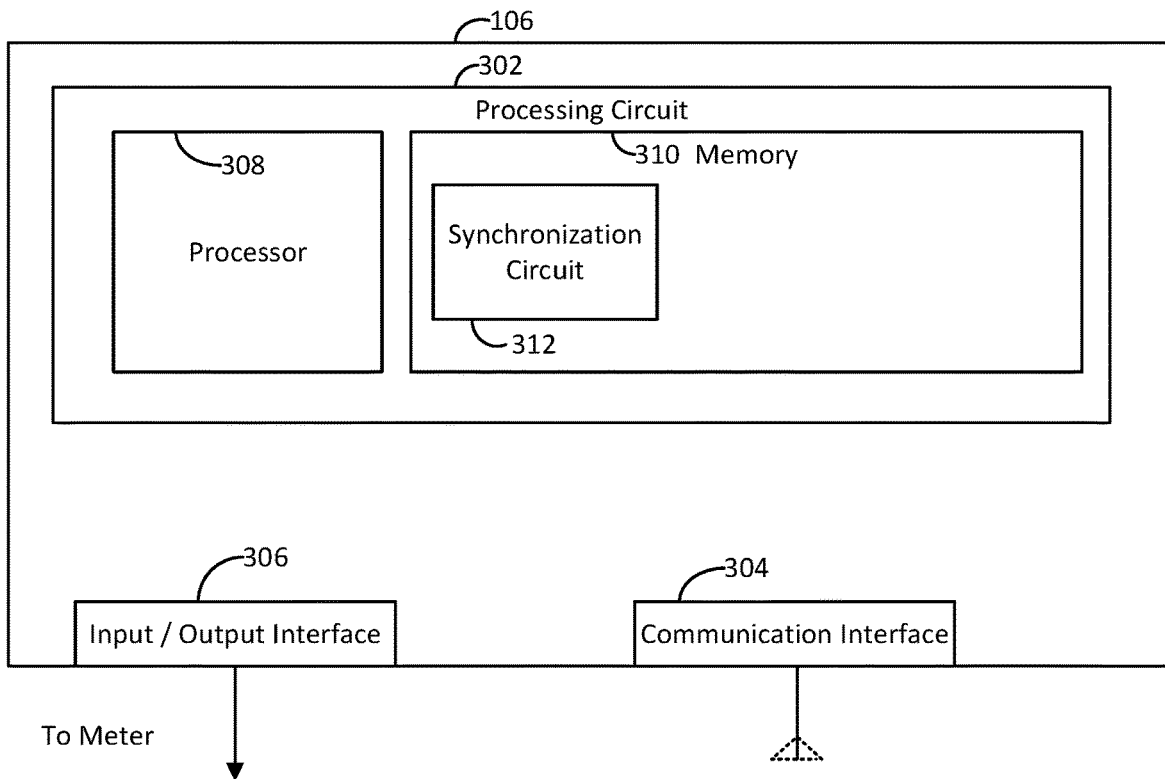 106
302
Processing Circuit
308
310 Memory
Processor
Synchronization
Circuit
312
306
304
Input / Output Interface
Communication Interface
To Meter